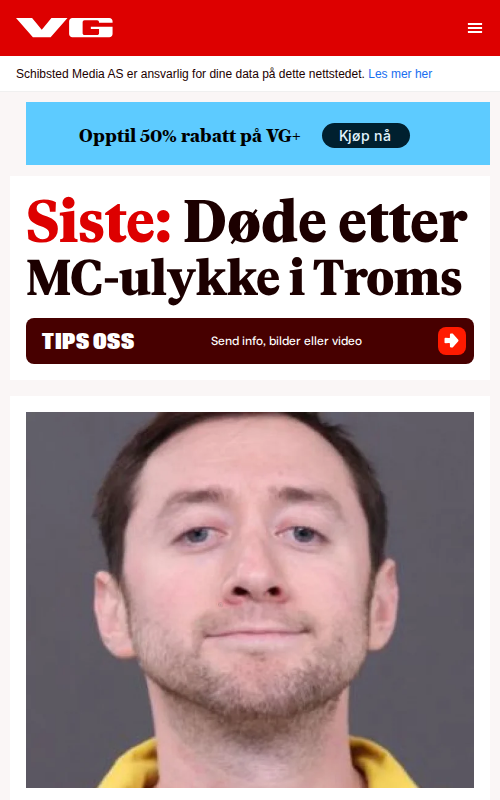 VG
Schibsted Media AS er ansvarlig for dine data på dette nettstedet. Les mer her
Opptil 50% rabatt på VG+ Kjøp nå
Siste: Døde etter
MC-ulykke i Troms
TIPS OSS Send info, bilder eller video